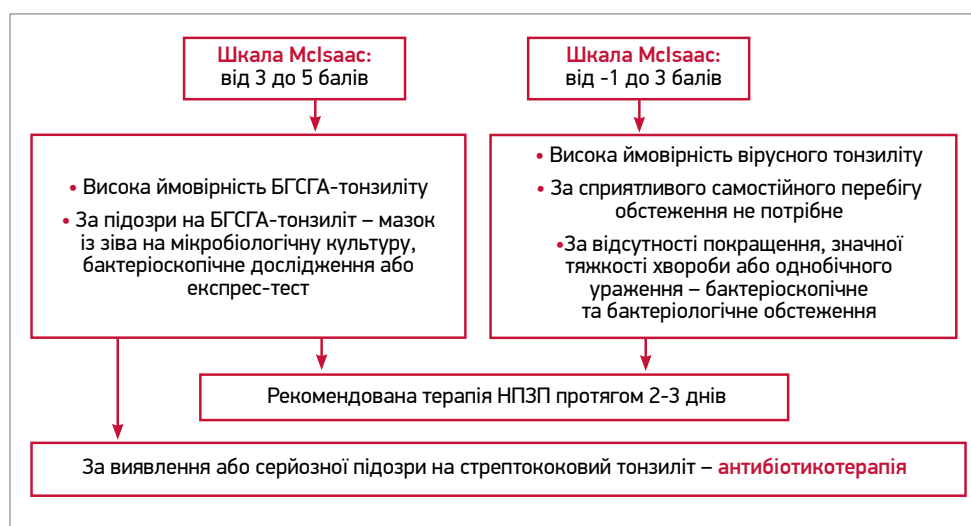 Шкала McIsaac:
від 3 до 5 балів
Шкала McIsaac:
від -1 до 3 балів
• Висока ймовірність БГСГА-тонзиліту
• За підозри на БГСГА-тонзиліт – мазок
із зіва на мікробіологічну культуру,
бактеріоскопічне дослідження або
експрес-тест
• Висока ймовірність вірусного тонзиліту
• За сприятливого самостійного перебігу
обстеження не потрібне
•За відсутності покращення, значної
тяжкості хвороби або однобічного
ураження – бактеріоскопічне
та бактеріологічне обстеження
Рекомендована терапія НПЗП протягом 2-3 днів
За виявлення або серйозної підозри на стрептококовий тонзиліт – антибіотикотерапія